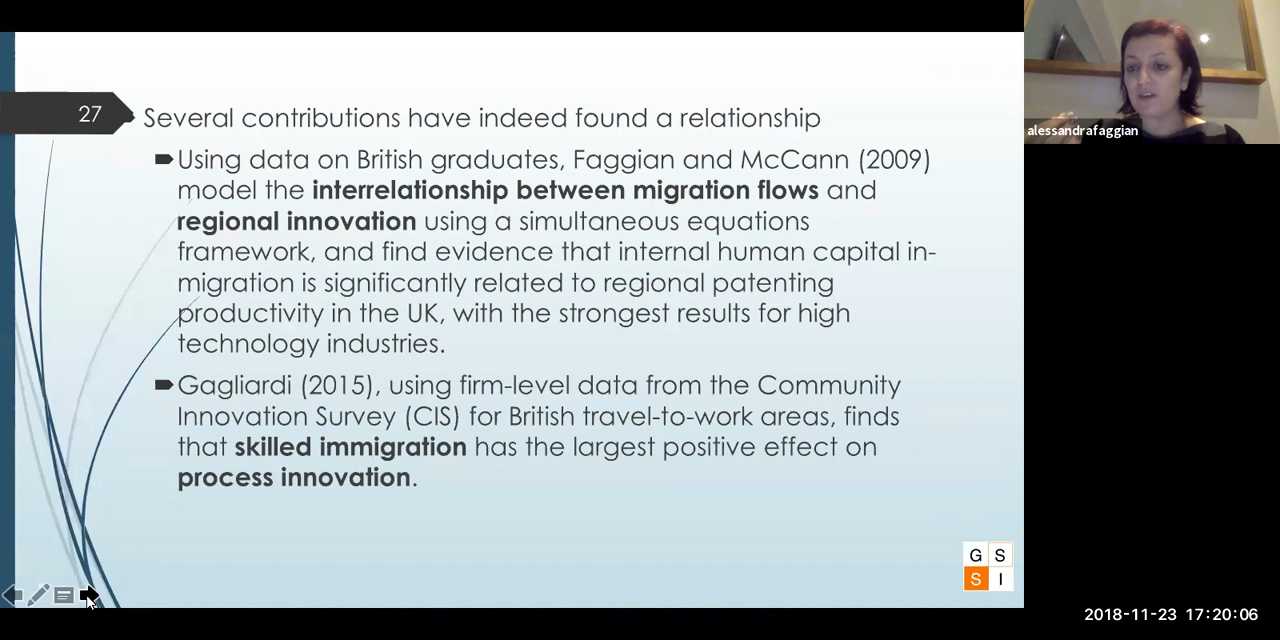 27
Several contributions have indeed found a relationship
Using data on British graduates, Faggian and McCann (2009)
model the interrelationship between migration flows and
regional innovation using a simultaneous equations
framework, and find evidence that internal human capital in-
migration is significantly related to regional patenting
productivity in the UK, with the strongest results for high
technology industries.
Gagliardi (2015), using firm-level data from the Community
Innovation Survey (CIS) for British travel-to-work areas, finds
that skilled immigration has the largest positive effect on
process innovation.
G S
S I
alessandrafaggian
2018-11-23 17:20:06